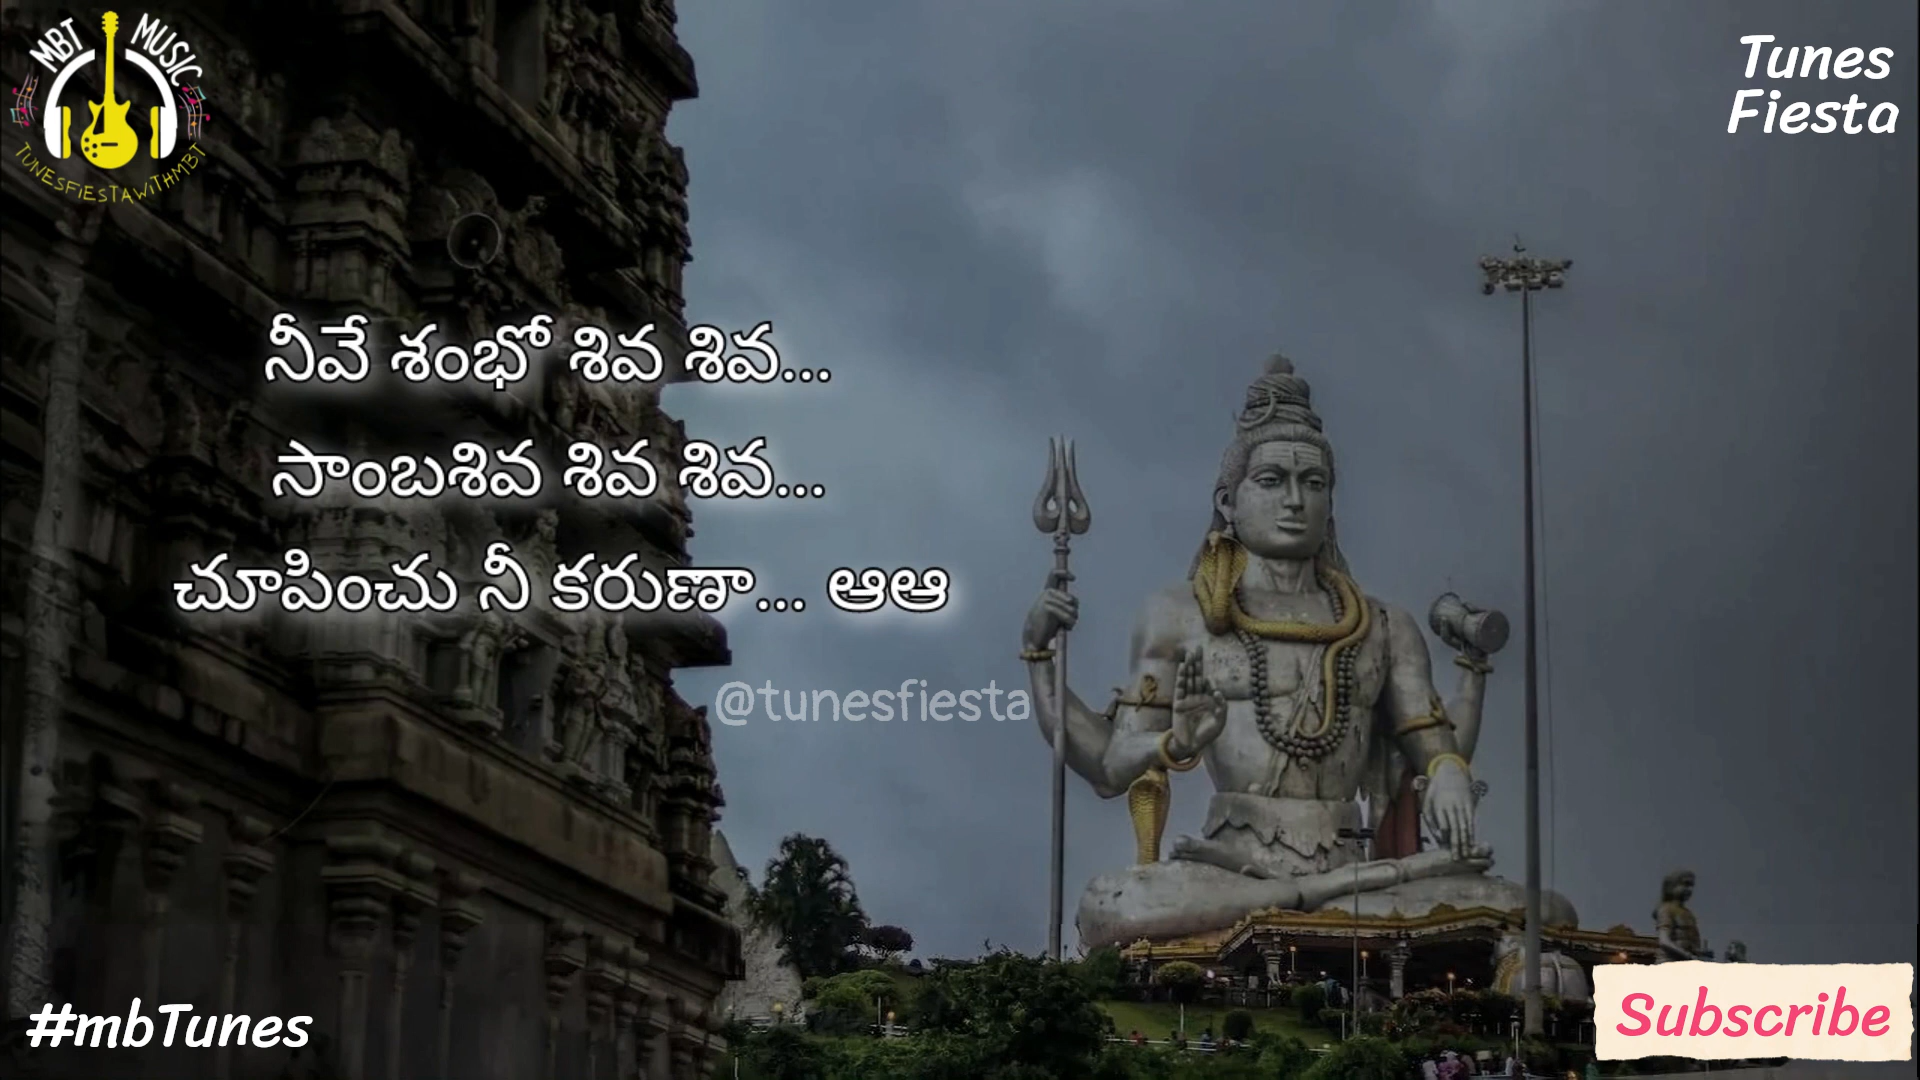 MBT MUSIC
TUNESFIESTAWITHMBT
Tunes
Fiesta
నీవే శంభో శివ శివ...
సాంబశివ శివ శివ...
చూపించు నీ కరుణా... ఆఆ
@tunesfiesta
#mbTunes
Subscribe